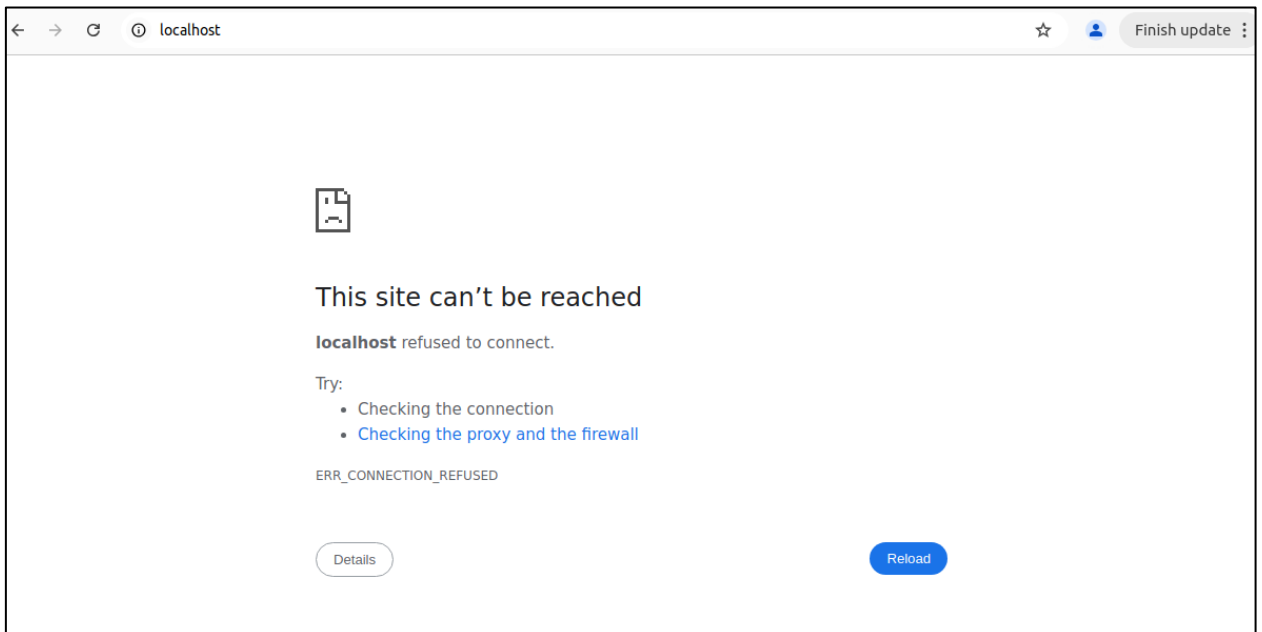 localhost
Finish update
This site can’t be reached
localhost refused to connect.
Try:
Checking the connection
Checking the proxy and the firewall
ERR_CONNECTION_REFUSED
Details
Reload